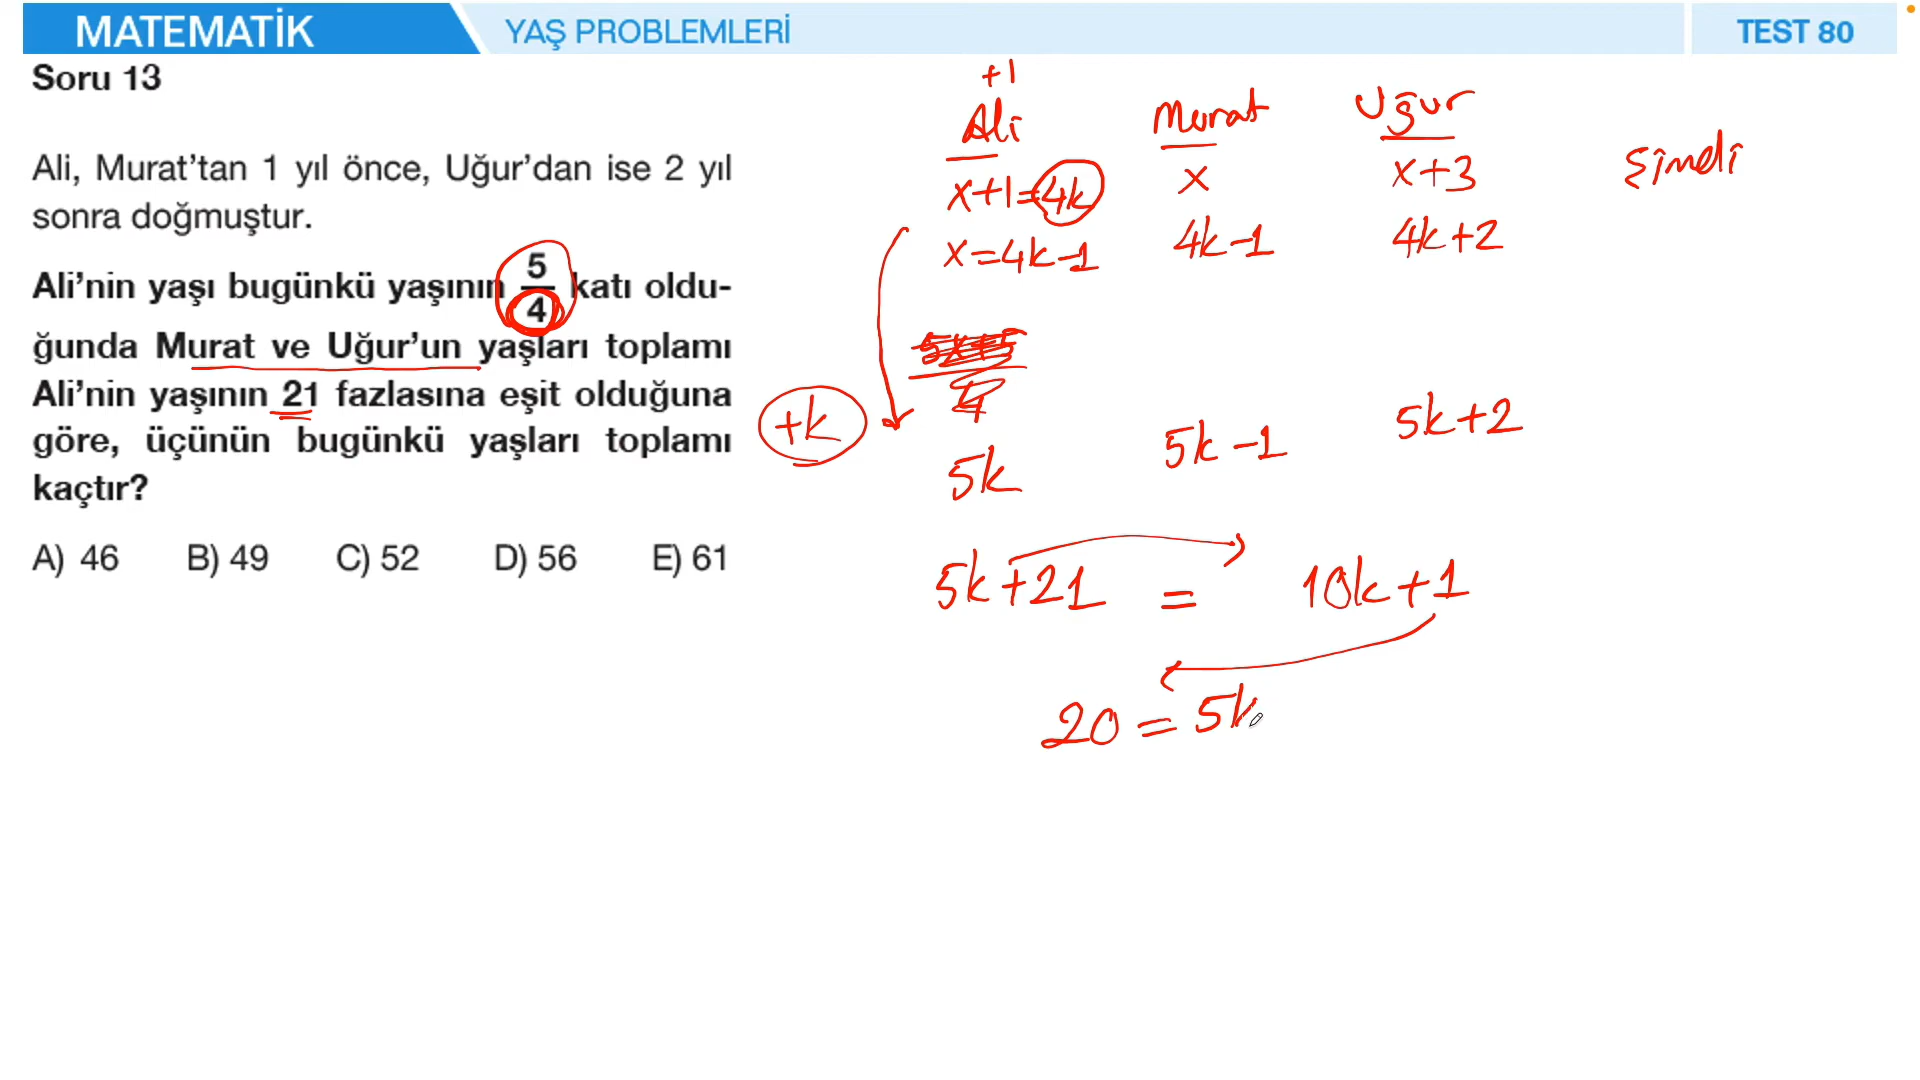 MATEMATİK
YAŞ PROBLEMLERİ
TEST 80
Soru 13
Ali, Murat’tan 1 yıl önce, Uğur’dan ise 2 yıl
sonra doğmuştur.
Ali’nin yaşı bugünkü yaşının 5/4 katı oldu-
ğunda Murat ve Uğur’un yaşları toplamı
Ali’nin yaşının 21 fazlasına eşit olduğuna
göre, üçünün bugünkü yaşları toplamı
kaçtır?
A) 46 B) 49 C) 52 D) 56 E) 61
+1
Ali Murat Uğur
x+1=4k x x+3 şimdi
x=4k-1 4k-1 4k+2
+k
5k 5k-1 5k+2
5k+21 = 10k+1
20=5k